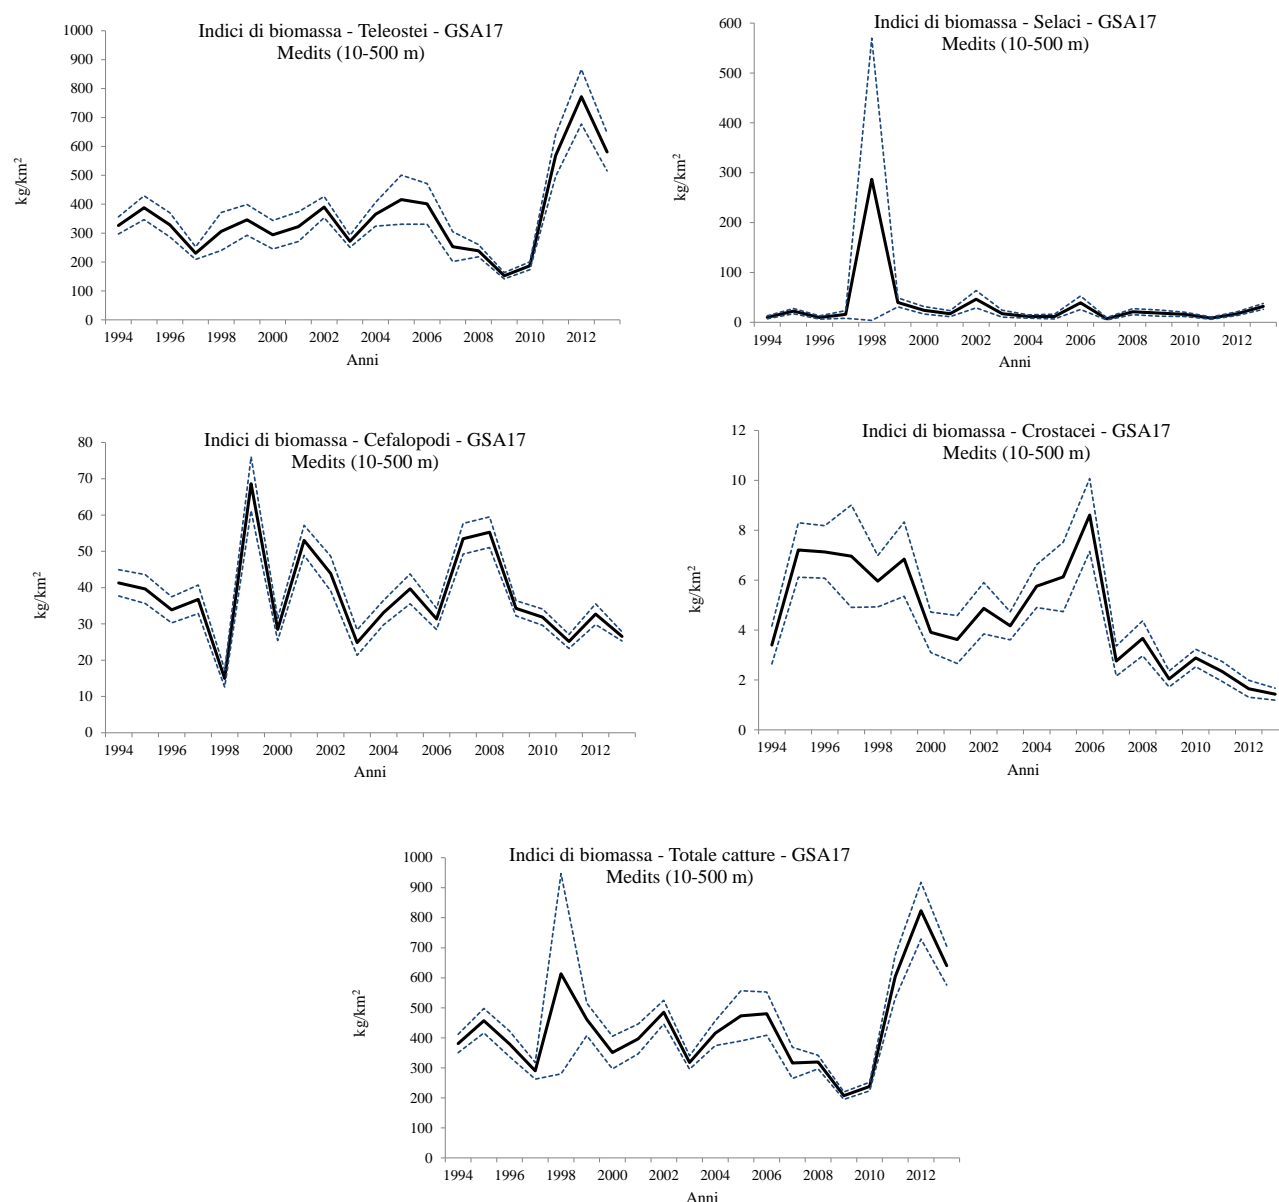 Indici di biomassa - Teleostei - GSA17
Medits (10-500 m)
1000
900
800
700
600
500
400
300
200
100
0
kg/km²
1994 1996 1998 2000 2002 2004 2006 2008 2010 2012
Anni
Indici di biomassa - Selaci - GSA17
Medits (10-500 m)
600
500
400
300
200
100
0
kg/km²
1994 1996 1998 2000 2002 2004 2006 2008 2010 2012
Anni
Indici di biomassa - Cefalopodi - GSA17
Medits (10-500 m)
80
70
60
50
40
30
20
10
0
kg/km²
1994 1996 1998 2000 2002 2004 2006 2008 2010 2012
Anni
Indici di biomassa - Crostacei - GSA17
Medits (10-500 m)
12
10
8
6
4
2
0
kg/km²
1994 1996 1998 2000 2002 2004 2006 2008 2010 2012
Anni
Indici di biomassa - Totale catture - GSA17
Medits (10-500 m)
1000
900
800
700
600
500
400
300
200
100
0
kg/km²
1994 1996 1998 2000 2002 2004 2006 2008 2010 2012
Anni